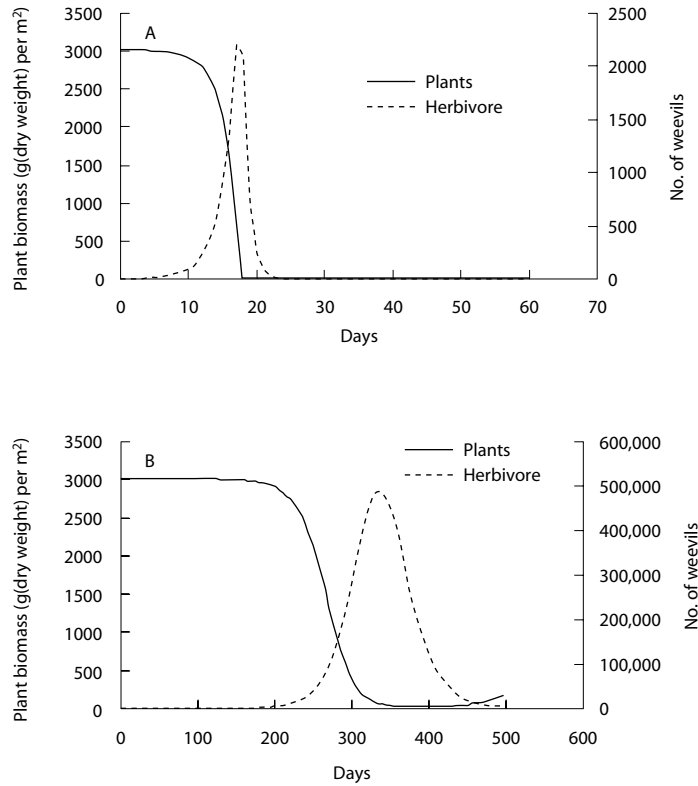 A
Plant biomass (g(dry weight) per m²)
3500
3000
2500
2000
1500
1000
500
0
0 10 20 30 40 50 60 70
Days
2500
2000
1500
1000
500
0
No. of weevils
Plants
Herbivore
B
Plant biomass (g(dry weight) per m²)
3500
3000
2500
2000
1500
1000
500
0
0 100 200 300 400 500 600
Days
600,000
500,000
400,000
300,000
200,000
100,000
0
No. of weevils
Plants
Herbivore